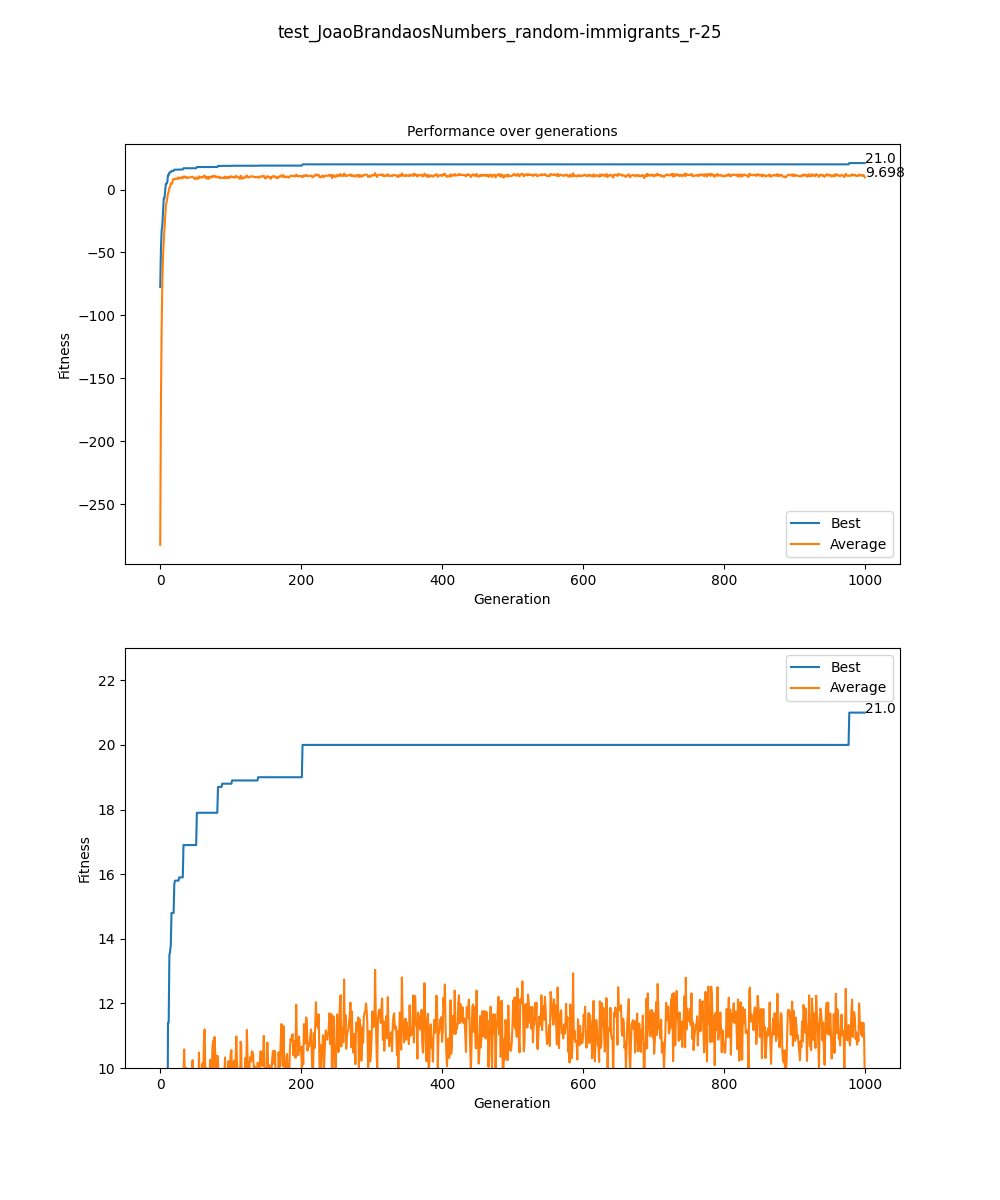 test_JoaoBrandaosNumbers_random-immigrants_r-25
Performance over generations
21.0
9.698
0
−50
−100
−150
−200
−250
Fitness
Best
Average
0 200 400 600 800 1000
Generation
Best
Average
21.0
22
20
18
16
14
12
10
Fitness
0 200 400 600 800 1000
Generation